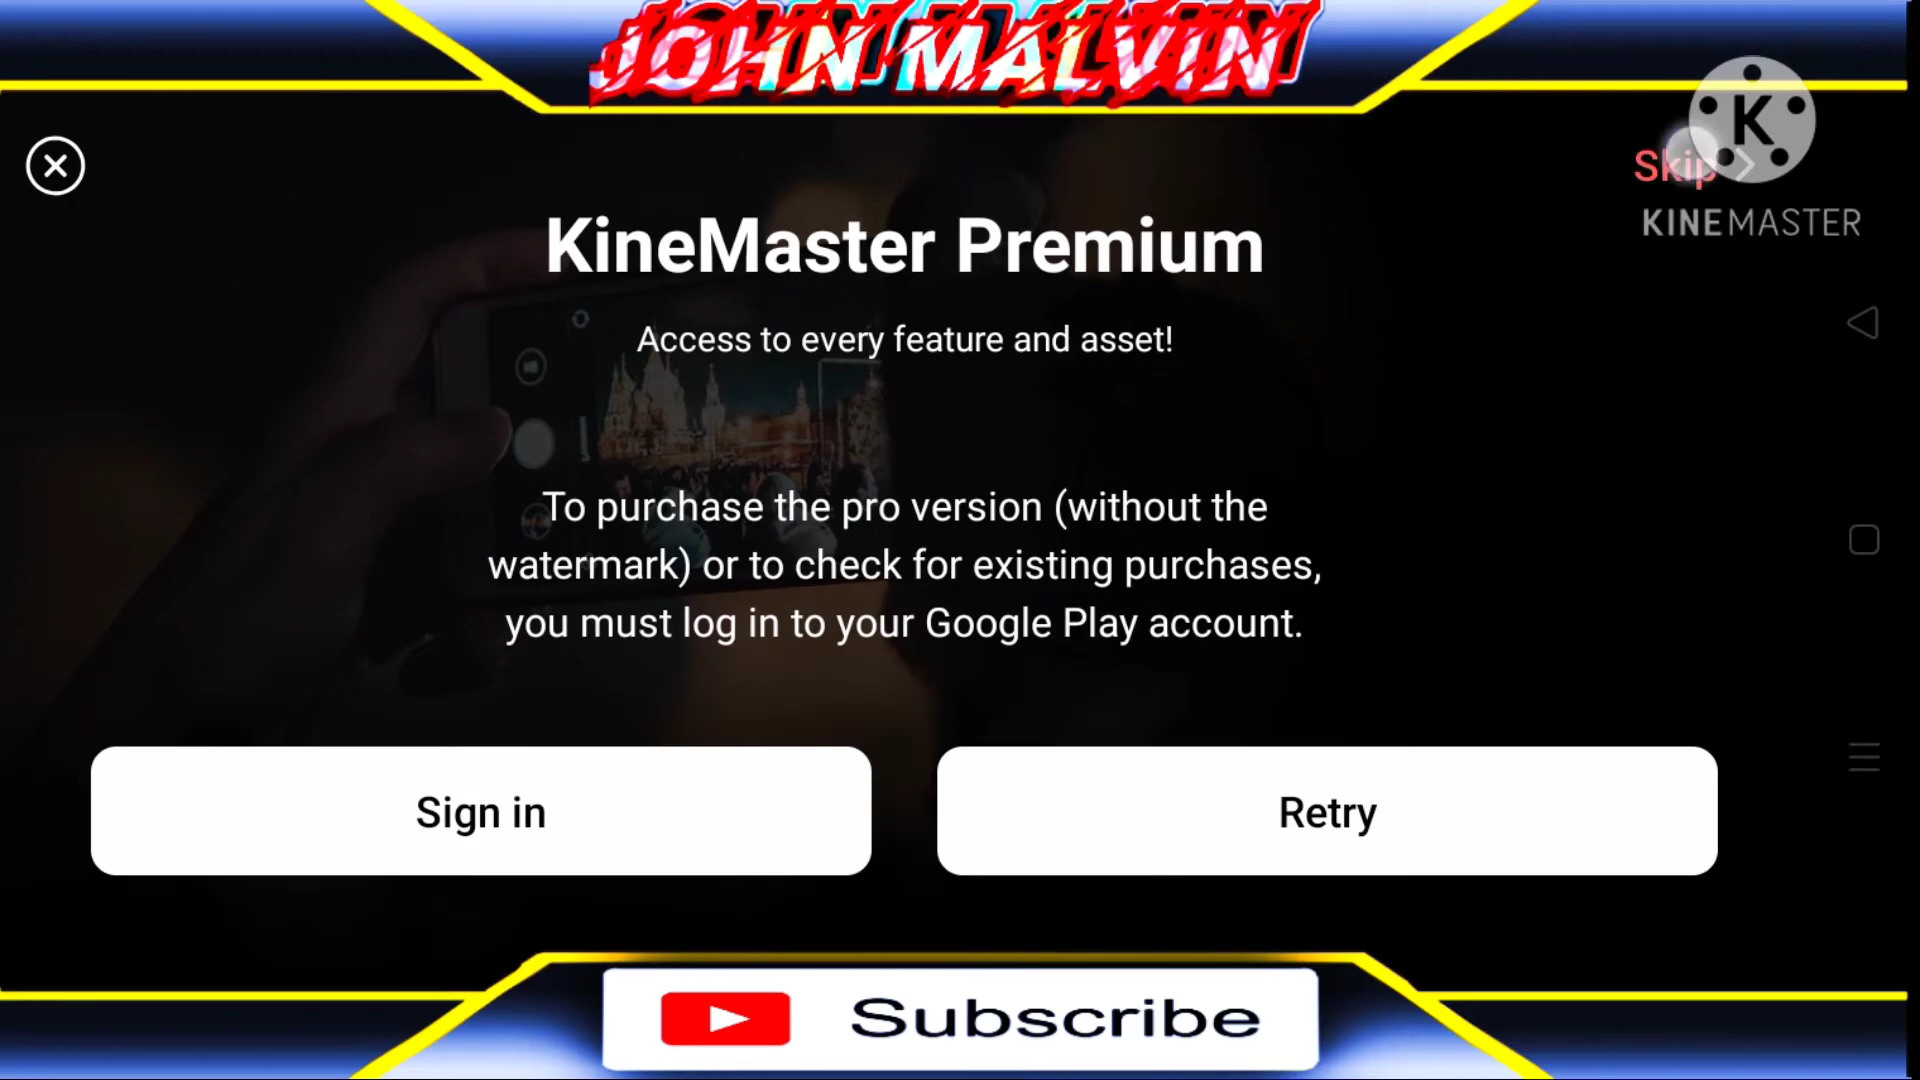 JOHN MALVIN
Skip
K
KINEMASTER
KineMaster Premium
Access to every feature and asset!
To purchase the pro version (without the
watermark) or to check for existing purchases,
you must log in to your Google Play account.
Sign in
Retry
Subscribe